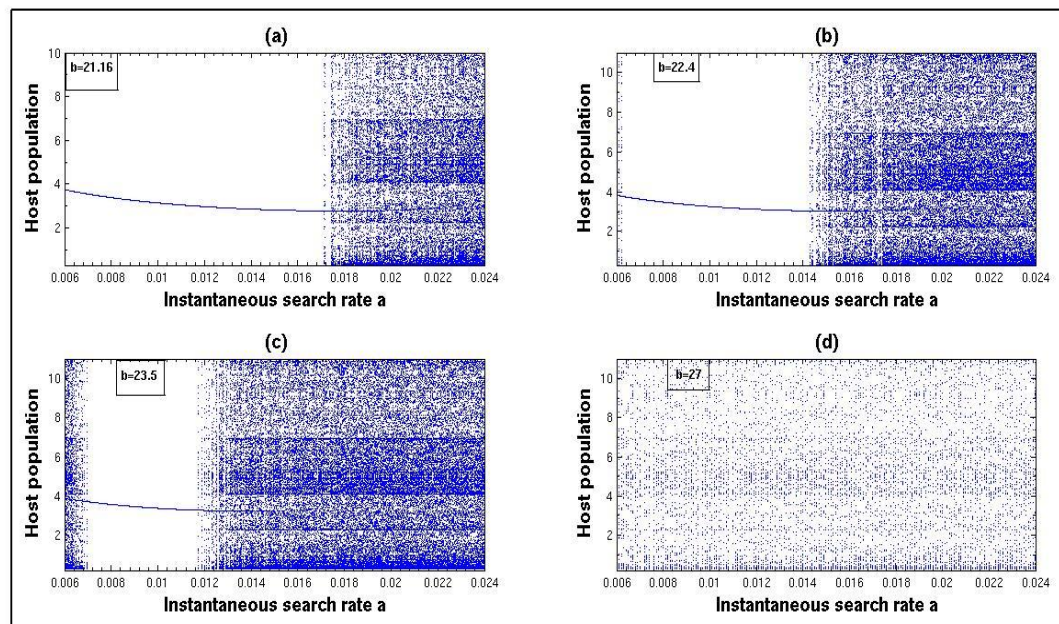 (a)
b=21.16
10
8
6
4
2
Host population
0.006 0.008 0.01 0.012 0.014 0.016 0.018 0.02 0.022 0.024
Instantaneous search rate a
(b)
b=22.4
10
8
6
4
2
Host population
0.006 0.008 0.01 0.012 0.014 0.016 0.018 0.02 0.022 0.024
Instantaneous search rate a
(c)
b=23.5
10
8
6
4
2
Host population
0.006 0.008 0.01 0.012 0.014 0.016 0.018 0.02 0.022 0.024
Instantaneous search rate a
(d)
b=27
10
8
6
4
2
Host population
0.006 0.008 0.01 0.012 0.014 0.016 0.018 0.02 0.022 0.024
Instantaneous search rate a